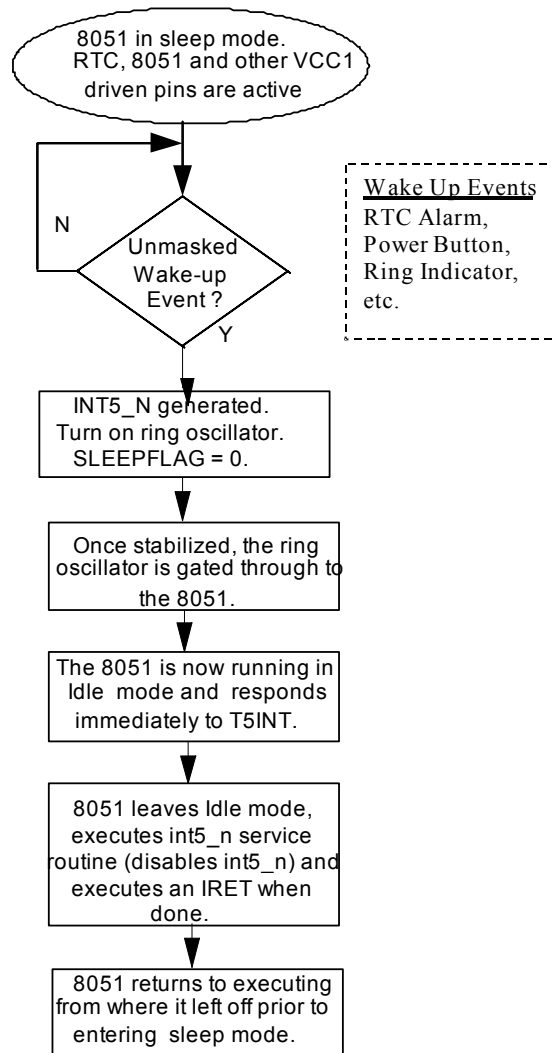 8051 in sleep mode.
RTC, 8051 and other VCC1
driven pins are active
N
Unmasked
Wake-up
Event ?
Y
Wake Up Events
RTC Alarm,
Power Button,
Ring Indicator,
etc.
INT5_N generated.
Turn on ring oscillator.
SLEEPFLAG = 0.
Once stabilized, the ring
oscillator is gated through to
the 8051.
The 8051 is now running in
Idle mode and responds
immediately to T5INT.
8051 leaves Idle mode,
executes int5_n service
routine (disables int5_n) and
executes an IRET when
done.
8051 returns to executing
from where it left off prior to
entering sleep mode.